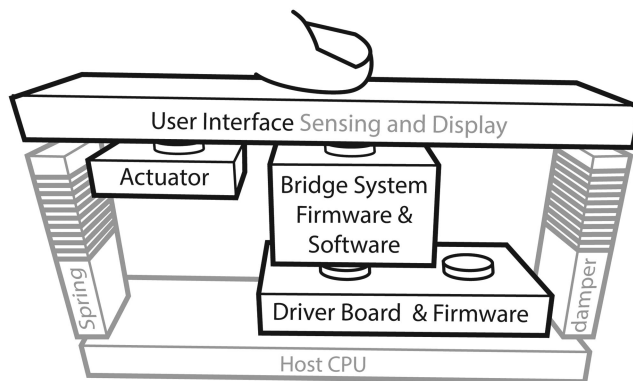 User Interface Sensing and Display
Actuator
Bridge System
Firmware &
Software
Spring
damper
Driver Board & Firmware
Host CPU